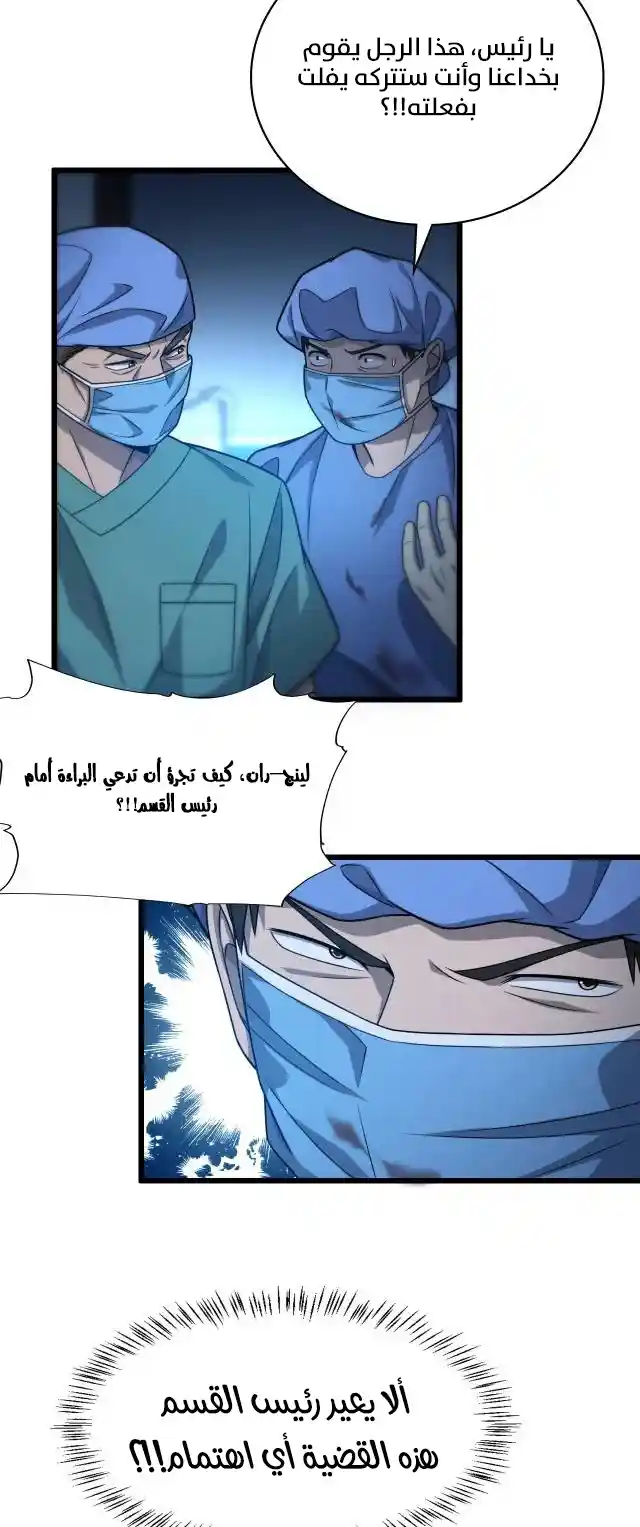 يا رئيس، هذا الرجل يقوم
بخداعنا وأنت ستتركه يفلت
بفعلته!!؟
لينج-ران، كيف تجرؤ أن تدعي البراءة أمام
رئيس القسم!!؟
ألا يعير رئيس القسم
هذه القضية أي اهتمام!!؟